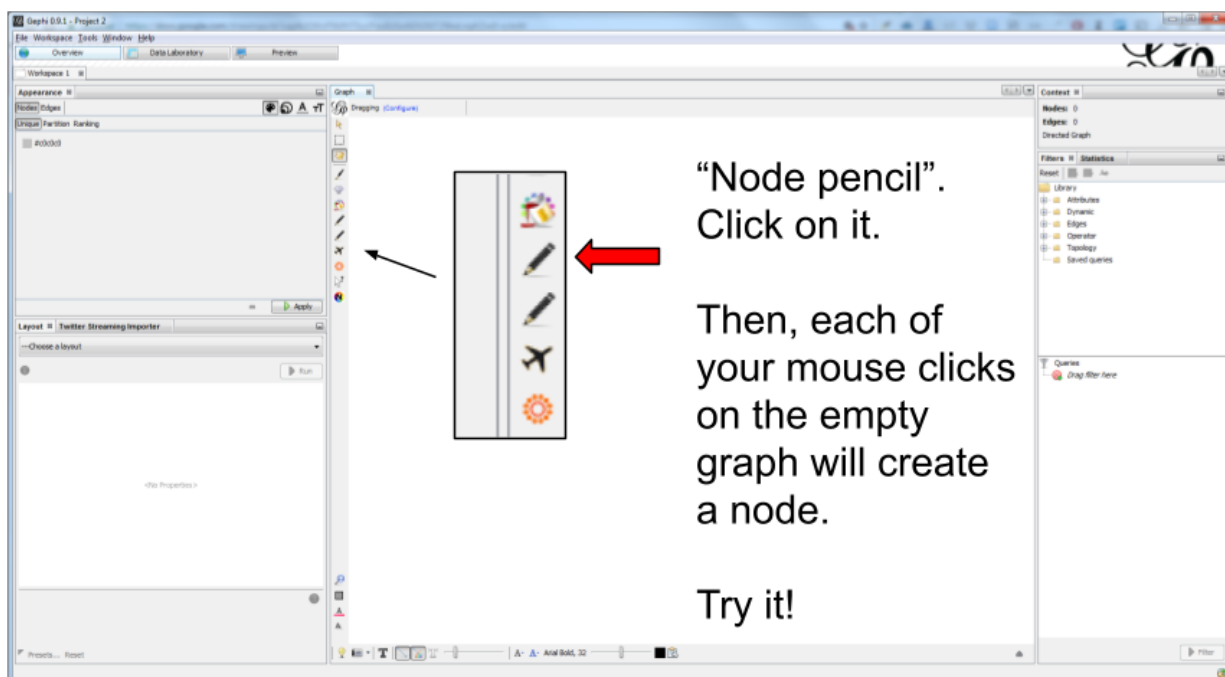 Gephi 0.9.1 - Project 2
File Workspace Tools Window Help
Overview Data Laboratory Preview
Workspace 1
Appearance
Nodes Edges
Unique Partition Ranking
#c0c0c0
Apply
Layout Twitter Streaming Importer
---Choose a layout
Run
<No Properties>
Presets... Reset
Graph
Dragging (Configure)
“Node pencil”.
Click on it.
Then, each of
your mouse clicks
on the empty
graph will create
a node.
Try it!
A- A- Arial Bold, 32
Context
Nodes: 0
Edges: 0
Directed Graph
Filters Statistics
Reset
Library
Attributes
Dynamic
Edges
Operator
Topology
Saved queries
Queries
Drag filter here
Filter